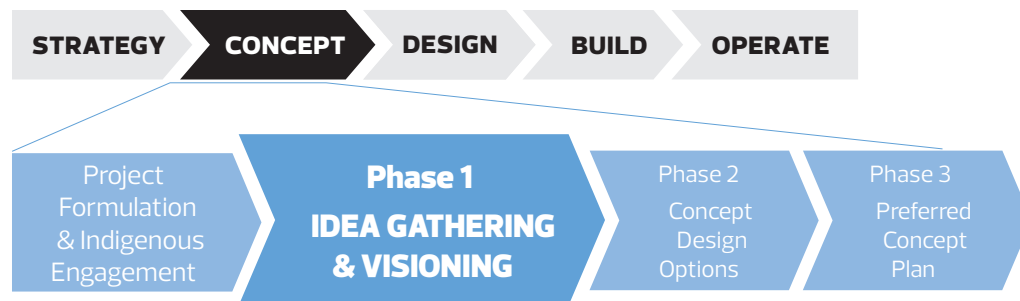 STRATEGY CONCEPT DESIGN BUILD OPERATE
Project
Formulation
& Indigenous
Engagement
Phase 1
IDEA GATHERING
& VISIONING
Phase 2
Concept
Design
Options
Phase 3
Preferred
Concept
Plan